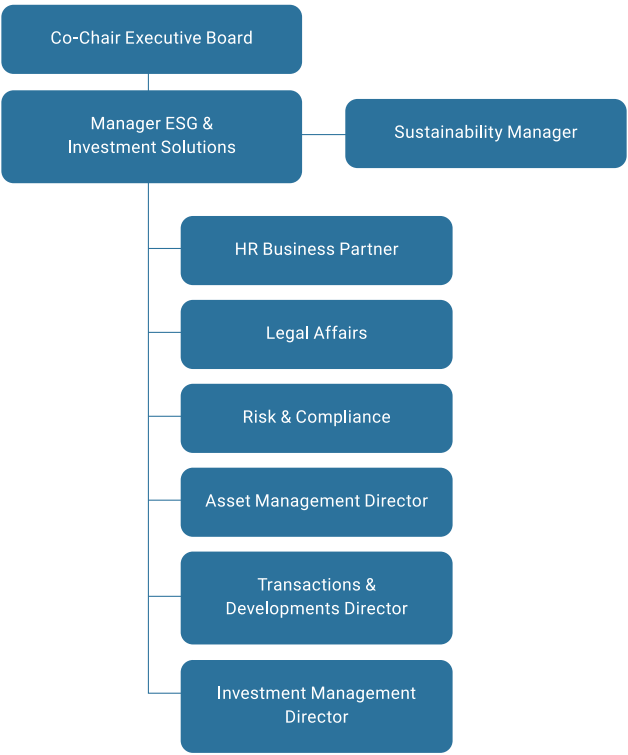 Co-Chair Executive Board
Manager ESG &
Investment Solutions
Sustainability Manager
HR Business Partner
Legal Affairs
Risk & Compliance
Asset Management Director
Transactions &
Developments Director
Investment Management
Director